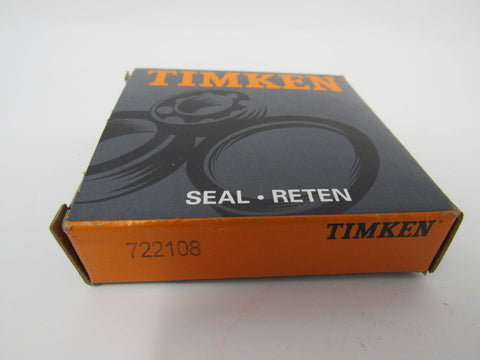 TIMKEN
SEAL • RETEN
TIMKEN
722108